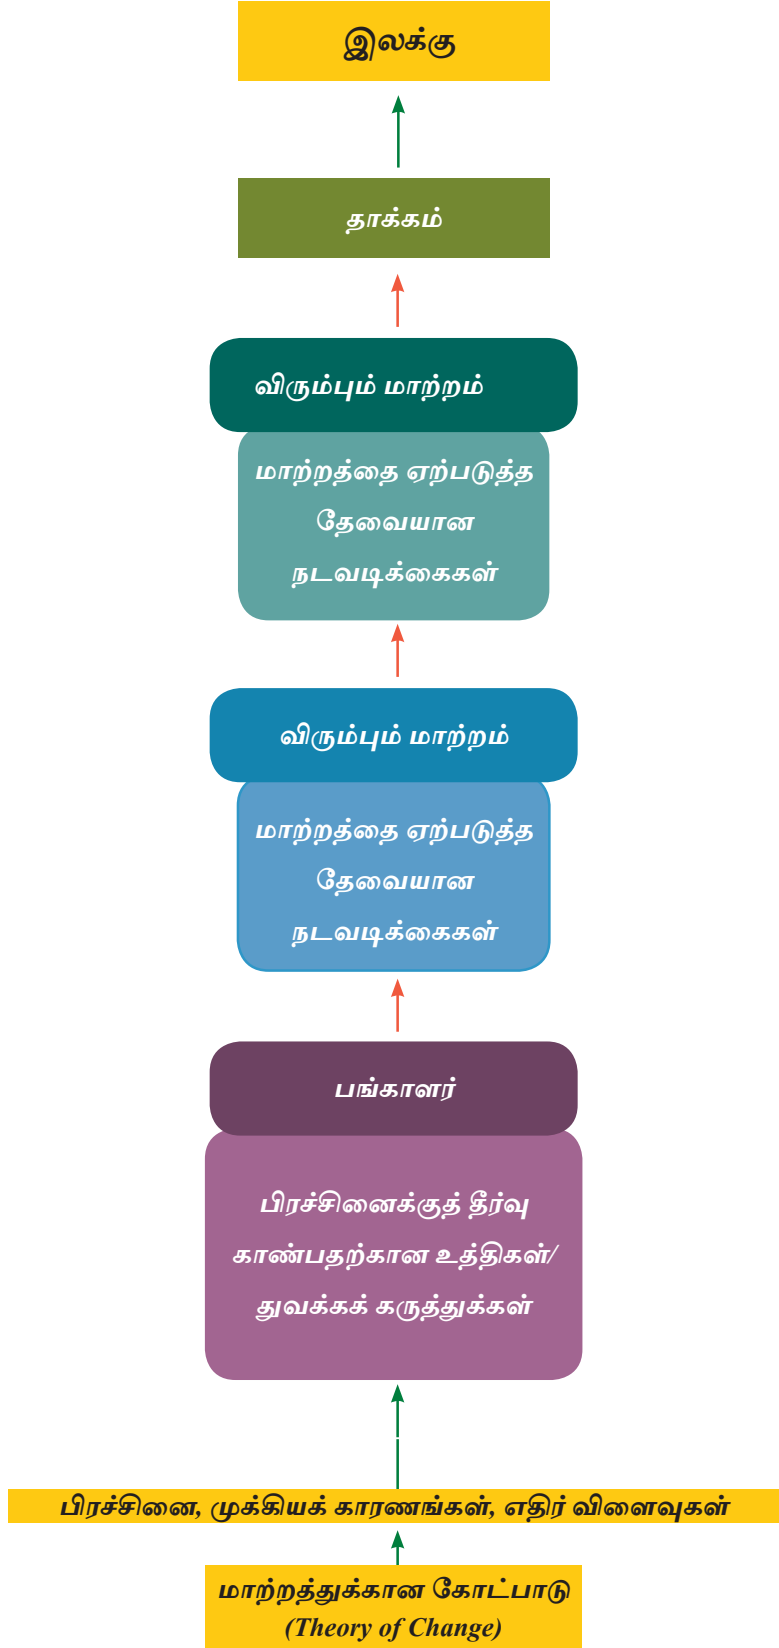 இலக்கு
தாக்கம்
விரும்பும் மாற்றம்
மாற்றத்தை ஏற்படுத்த
தேவையான
நடவடிக்கைகள்
விரும்பும் மாற்றம்
மாற்றத்தை ஏற்படுத்த
தேவையான
நடவடிக்கைகள்
பங்காளர்
பிரச்சினைக்குத் தீர்வு
காண்பதற்கான உத்திகள்/
துவக்கக் கருத்துக்கள்
பிரச்சினை, முக்கியக் காரணங்கள், எதிர் விளைவுகள்
மாற்றத்துக்கான கோட்பாடு
(Theory of Change)